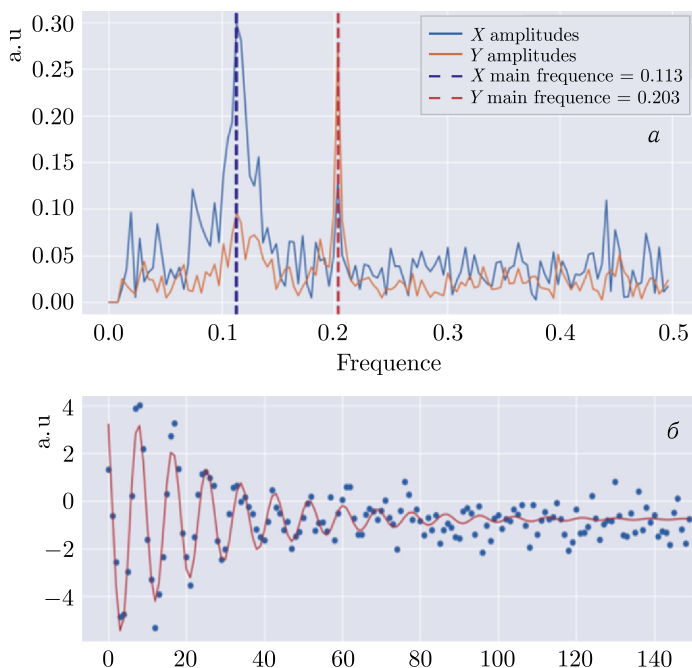 a.u
0.30
0.25
0.20
0.15
0.10
0.05
0.00
X amplitudes
Y amplitudes
X main frequence = 0.113
Y main frequence = 0.203
а
0.0 0.1 0.2 0.3 0.4 0.5
Frequence
a.u
4
2
0
−2
−4
б
0 20 40 60 80 100 120 140